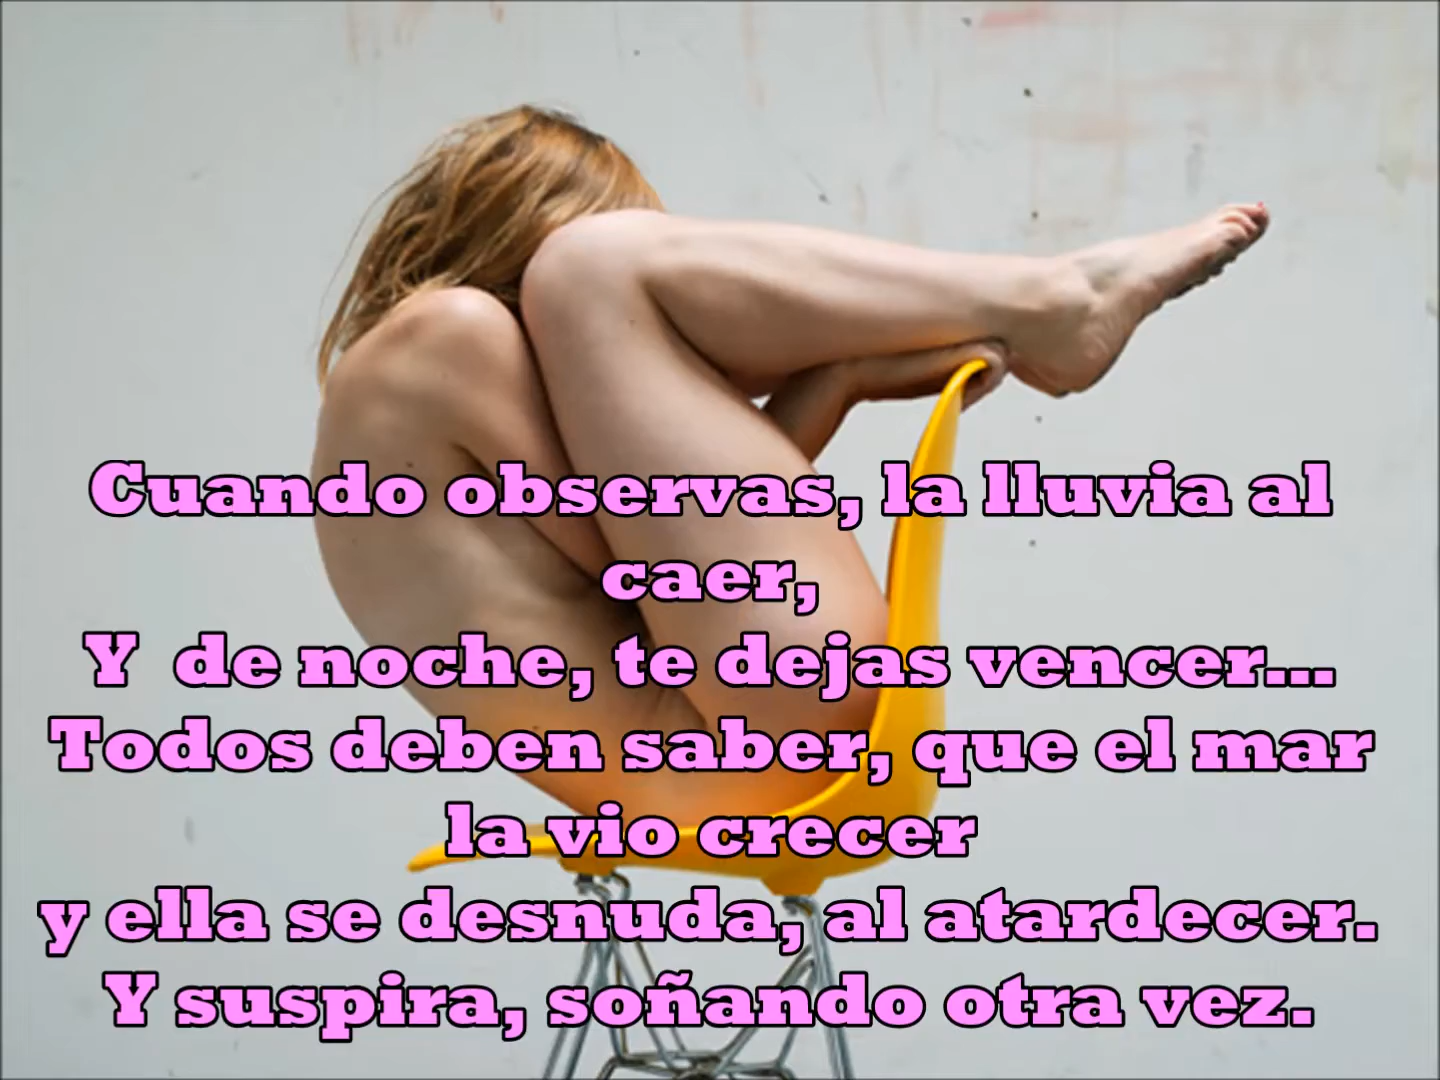 Cuando observas, la lluvia al
caer,
Y  de noche, te dejas vencer...
Todos deben saber, que el mar
la vio crecer
y ella se desnuda, al atardecer.
Y suspira, soñando otra vez.